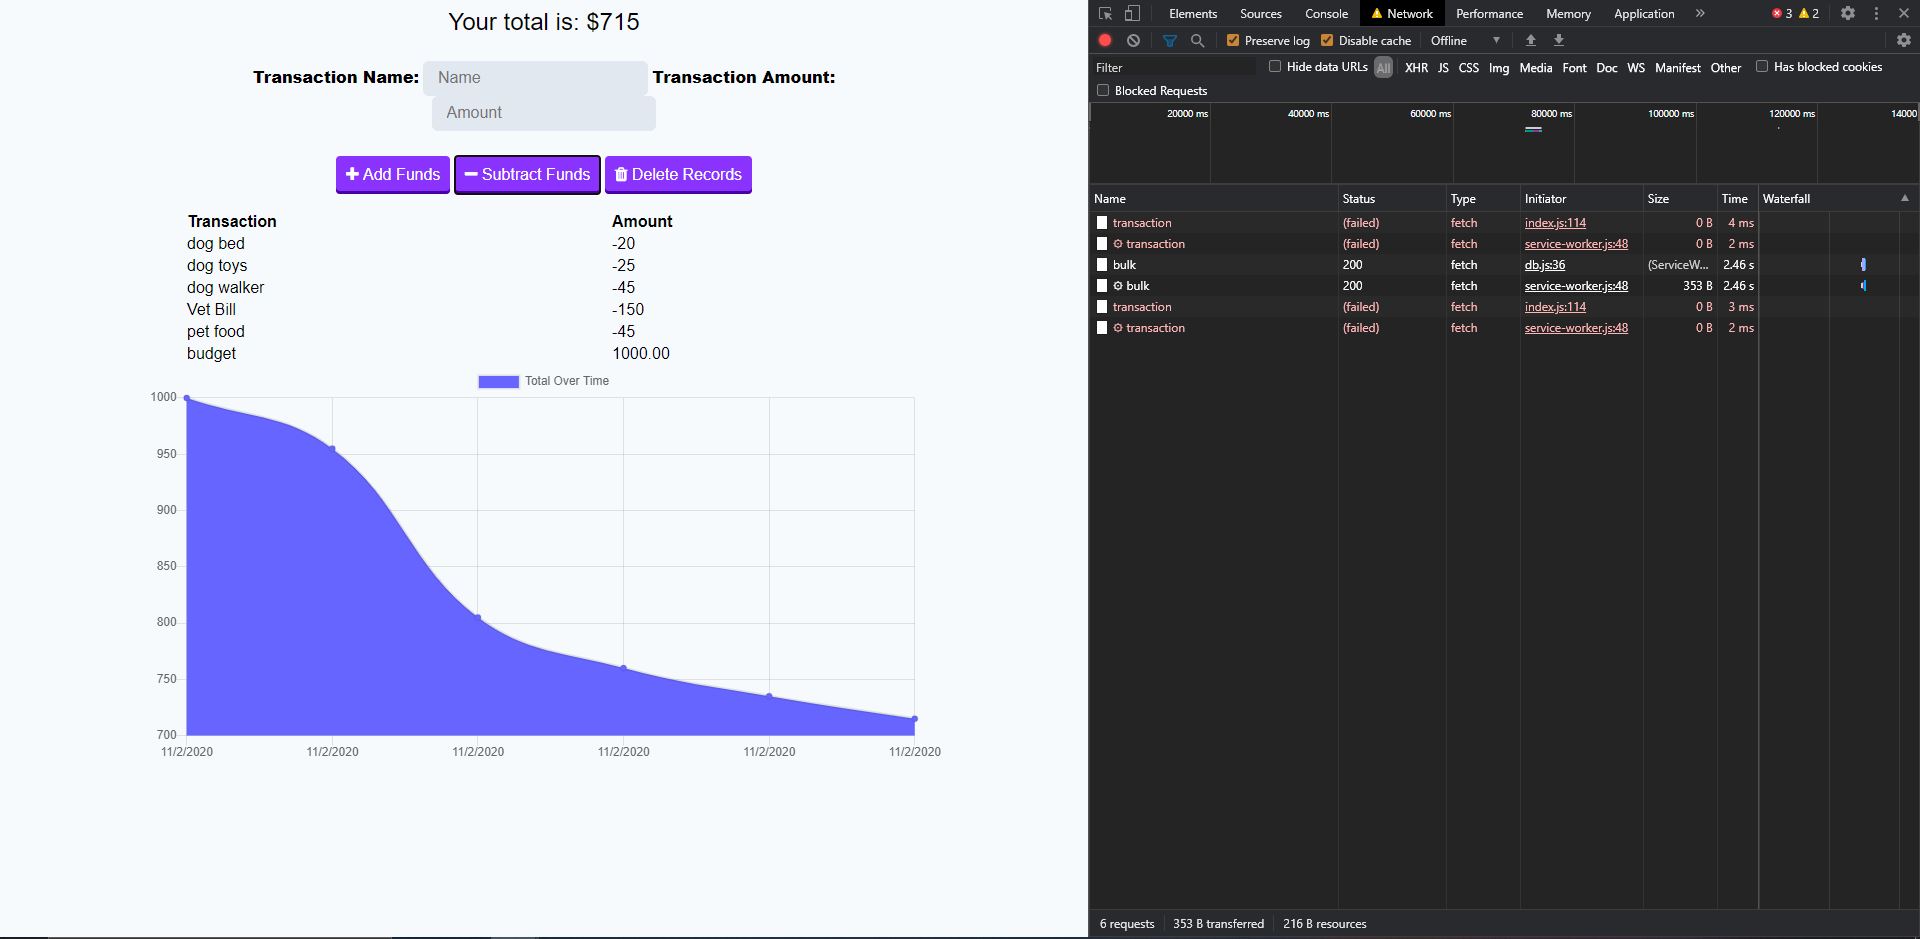 Your total is: $715
Transaction Name: Name Transaction Amount:
Amount
Add Funds Subtract Funds Delete Records
Transaction Amount
dog bed -20
dog toys -25
dog walker -45
Vet Bill -150
pet food -45
budget 1000.00
Total Over Time
1000
950
900
850
800
750
700
11/2/2020 11/2/2020 11/2/2020 11/2/2020 11/2/2020 11/2/2020
Elements Sources Console Network Performance Memory Application » 3 2
Preserve log Disable cache Offline
Filter Hide data URLs All XHR JS CSS Img Media Font Doc WS Manifest Other Has blocked cookies
Blocked Requests
20000 ms 40000 ms 60000 ms 80000 ms 100000 ms 120000 ms 14000
Name Status Type Initiator Size Time Waterfall
transaction (failed) fetch index.js:114 0 B 4 ms
transaction (failed) fetch service-worker.js:48 0 B 2 ms
bulk 200 fetch db.js:36 (ServiceW... 2.46 s
bulk 200 fetch service-worker.js:48 353 B 2.46 s
transaction (failed) fetch index.js:114 0 B 3 ms
transaction (failed) fetch service-worker.js:48 0 B 2 ms
6 requests 353 B transferred 216 B resources